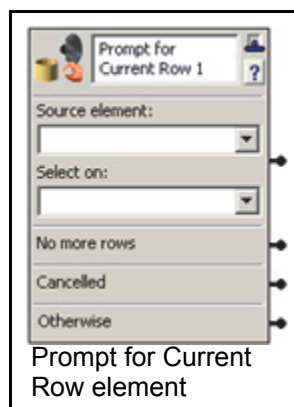 Prompt for
Current Row 1
?
Source element:
Select on:
No more rows
Cancelled
Otherwise
Prompt for Current
Row element